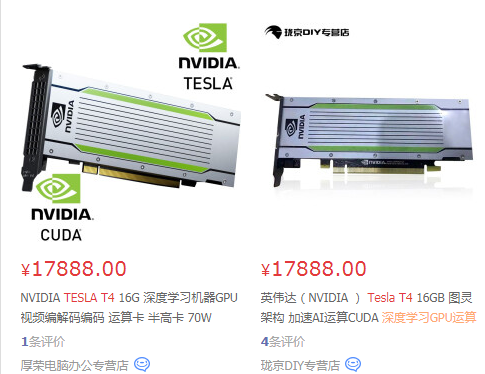 NVIDIA.
TESLA
NVIDIA
NVIDIA.
CUDA
¥17888.00
NVIDIA TESLA T4 16G 深度学习机器GPU
视频编解码编码 运算卡 半高卡 70W
1条评价
厚荣电脑办公专营店
珑京DIY专营店
NVIDIA
NVIDIA
¥17888.00
英伟达（NVIDIA ） Tesla T4 16GB 图灵
架构 加速AI运算CUDA 深度学习GPU运算
4条评价
珑京DIY专营店